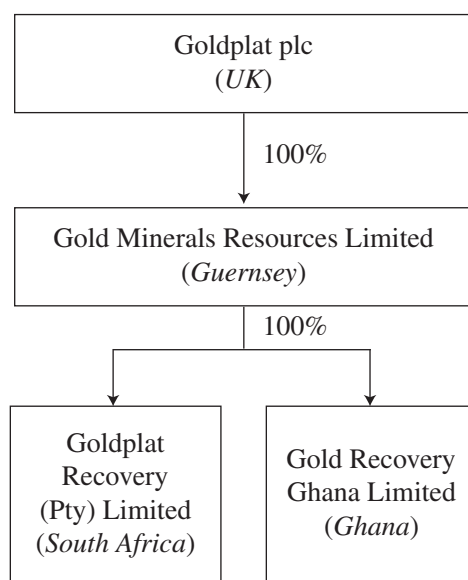 Goldplat plc
(UK)
100%
Gold Minerals Resources Limited
(Guernsey)
100%
Goldplat
Recovery
(Pty) Limited
(South Africa)
Gold Recovery
Ghana Limited
(Ghana)